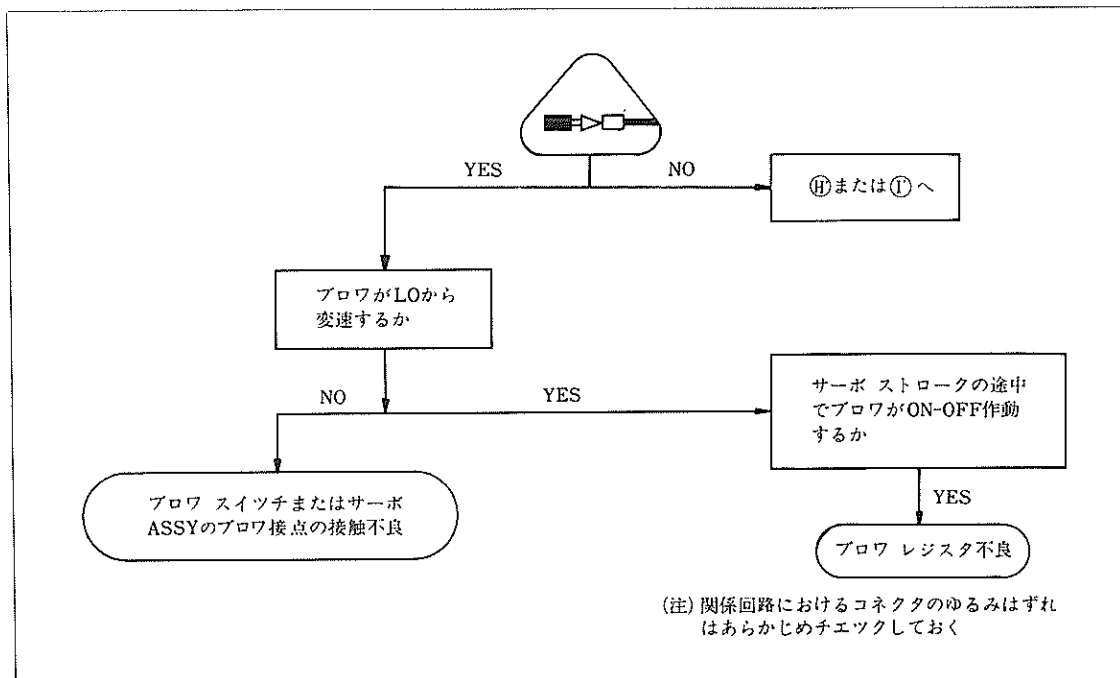 YES
NO
Ⓗまたは Ⓘ へ
ブロワがLOから
変速するか
NO
YES
サーボ ストロークの途中
でブロワがON-OFF作動
するか
ブロワ スイツチまたはサーボ
ASSYのブロワ接点の接触不良
YES
ブロワ レジスタ不良
(注) 関係回路におけるコネクタのゆるみはずれ
はあらかじめチエツクしておく